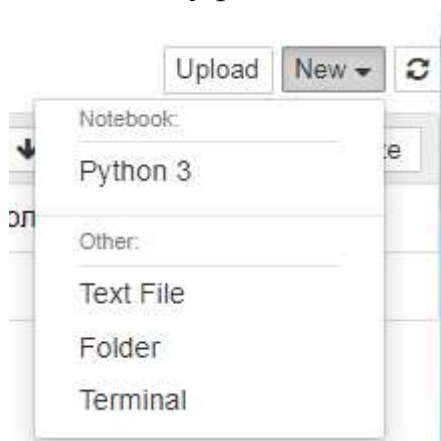 Upload New
Notebook:
Python 3
Other:
Text File
Folder
Terminal